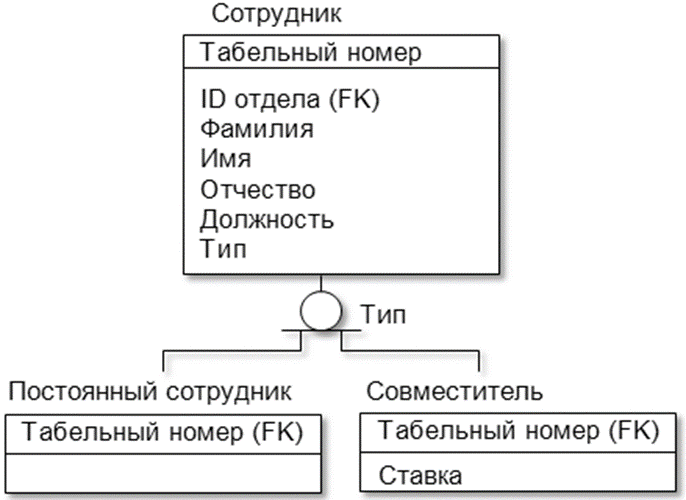 Сотрудник
Табельный номер
ID отдела (FK)
Фамилия
Имя
Отчество
Должность
Тип
Тип
Постоянный сотрудник
Табельный номер (FK)
Совместитель
Табельный номер (FK)
Ставка